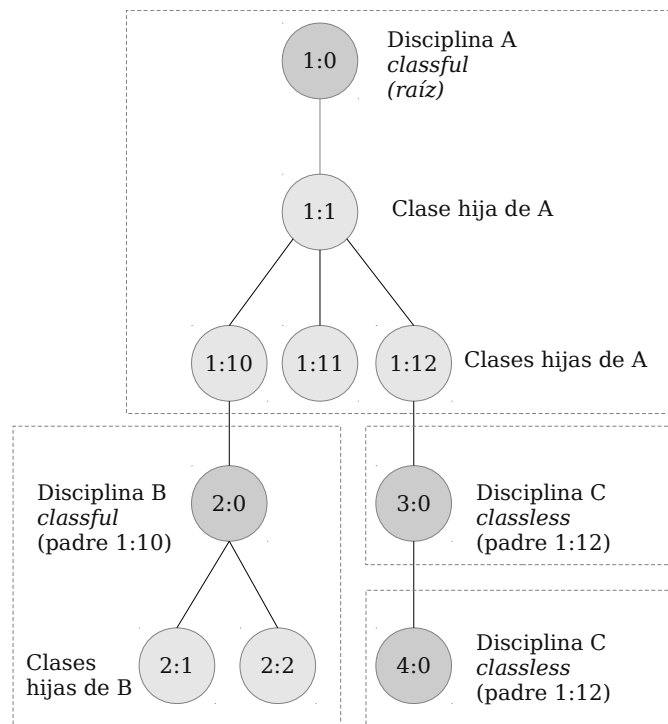 1:0
Disciplina A
classful
(raíz)
1:1
Clase hija de A
1:10
1:11
1:12
Clases hijas de A
Disciplina B
classful
(padre 1:10)
2:0
3:0
Disciplina C
classless
(padre 1:12)
Clases
hijas de B
2:1
2:2
4:0
Disciplina C
classless
(padre 1:12)